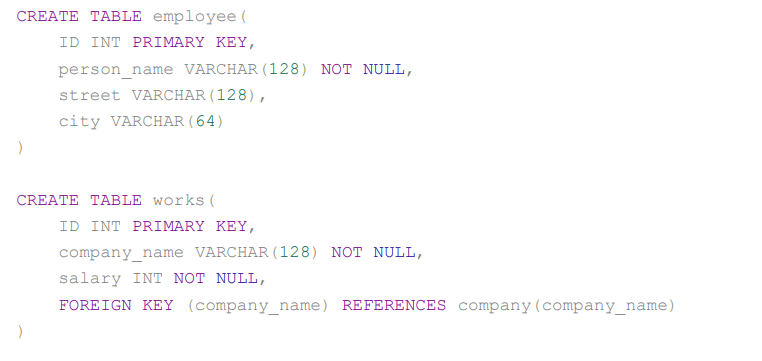 CREATE TABLE employee(
    ID INT PRIMARY KEY,
    person_name VARCHAR(128) NOT NULL,
    street VARCHAR(128),
    city VARCHAR(64)
)

CREATE TABLE works(
    ID INT PRIMARY KEY,
    company_name VARCHAR(128) NOT NULL,
    salary INT NOT NULL,
    FOREIGN KEY (company_name) REFERENCES company(company_name)
)